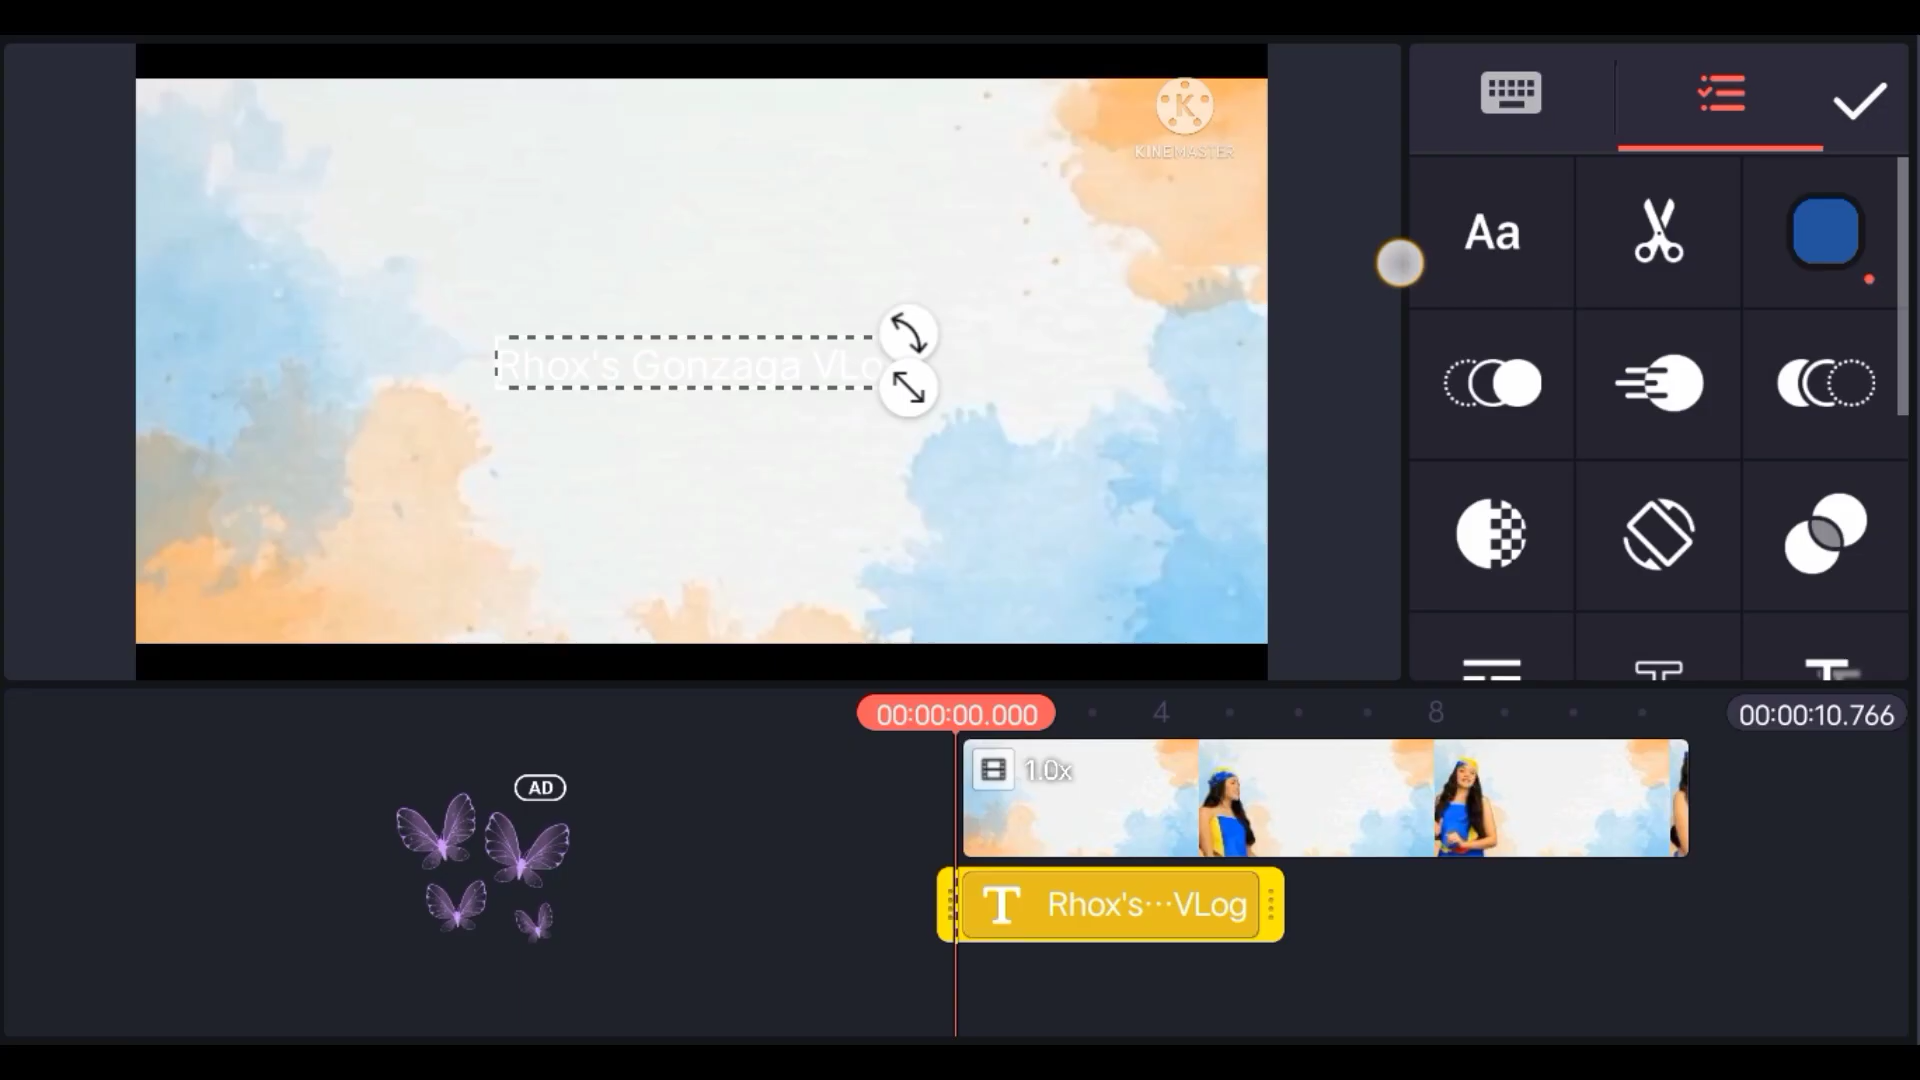 KINEMASTER
Rhox's Gonzaga VLo
Aa
00:00:00.000
4
8
00:00:10.766
1.0x
AD
T Rhox's···VLog